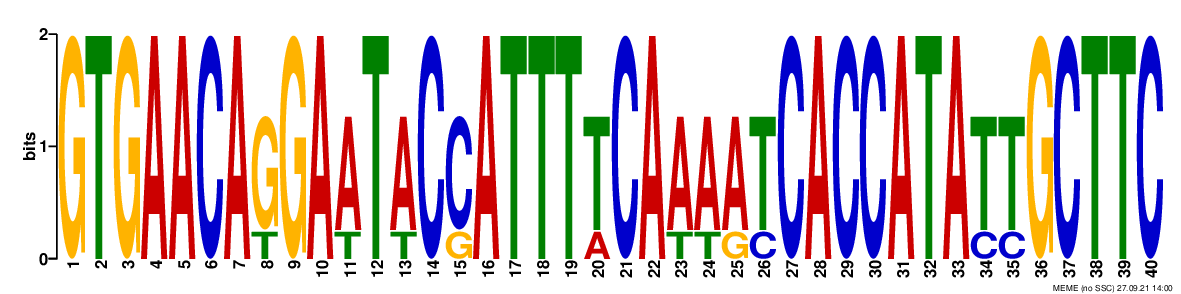 2
bits
1
0
GTGAACAGGAATACCATTTTCAAAATCACCATATTGCTTC
T T T G A T T G C C C
1 2 3 4 5 6 7 8 9 10 11 12 13 14 15 16 17 18 19 20 21 22 23 24 25 26 27 28 29 30 31 32 33 34 35 36 37 38 39 40
MEME (no SSC) 27.09.21 14:00